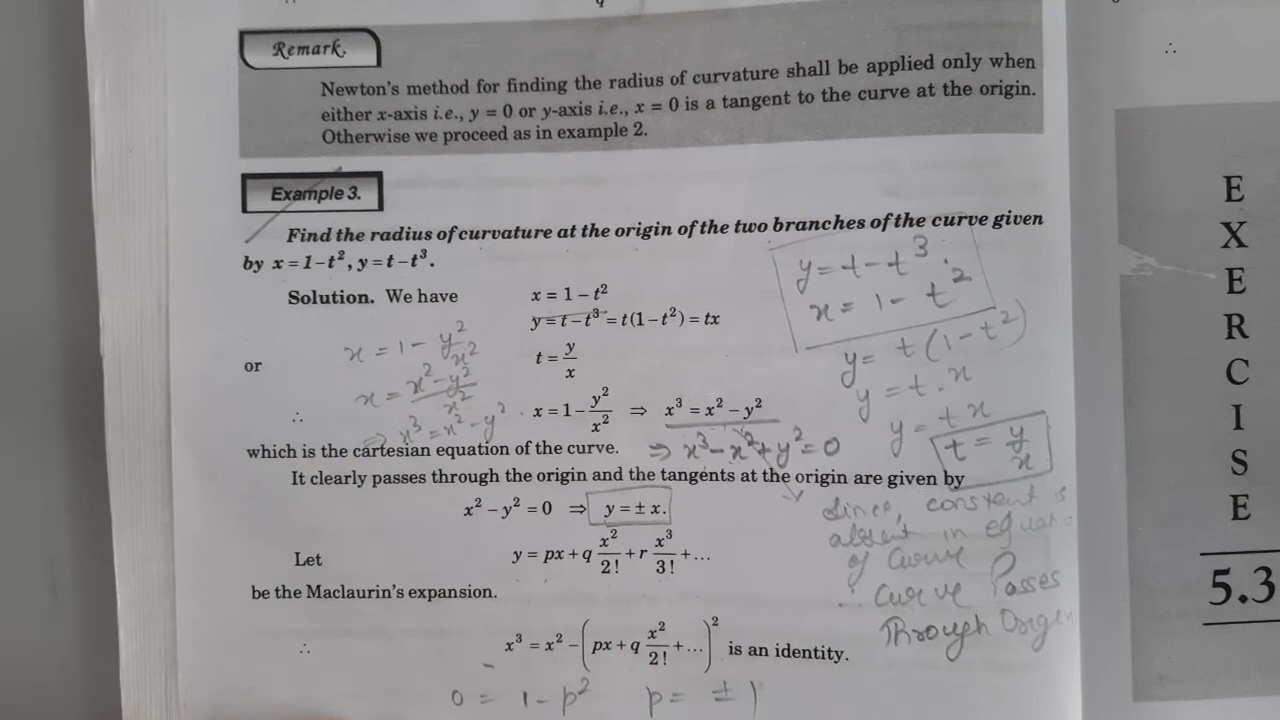 Remark.
Newton's method for finding the radius of curvature shall be applied only when
either x-axis i.e., y = 0 or y-axis i.e., x = 0 is a tangent to the curve at the origin.
Otherwise we proceed as in example 2.
Example 3.
Find the radius of curvature at the origin of the two branches of the curve given
by x = 1 – t², y = t – t³.
y = t – t³.
x = 1 – t²
Solution. We have x = 1 – t²
y = t – t³ = t(1 – t²) = tx
y = t(1 – t²)
x = 1 – y²/x²
or t = y/x
y = t . x
x = x² – y²/x²
∴ x = 1 – y²/x² ⇒ x³ = x² – y²
y = tx
⇒ x³ = x² – y²
t = y/x
which is the cartesian equation of the curve. ⇒ x³ – x² + y² = 0
It clearly passes through the origin and the tangents at the origin are given by
x² – y² = 0 ⇒ y = ± x.
Since, constant is
absent in
of curve
∴ curve Passes
Through
Let y = px + q x²/2! + r x³/3! + ...
be the Maclaurin's expansion.
∴ x³ = x² – (px + q x²/2! + ...)² is an identity.
0 = 1 – p² p = ± 1
∴
EXERCISE
5.3